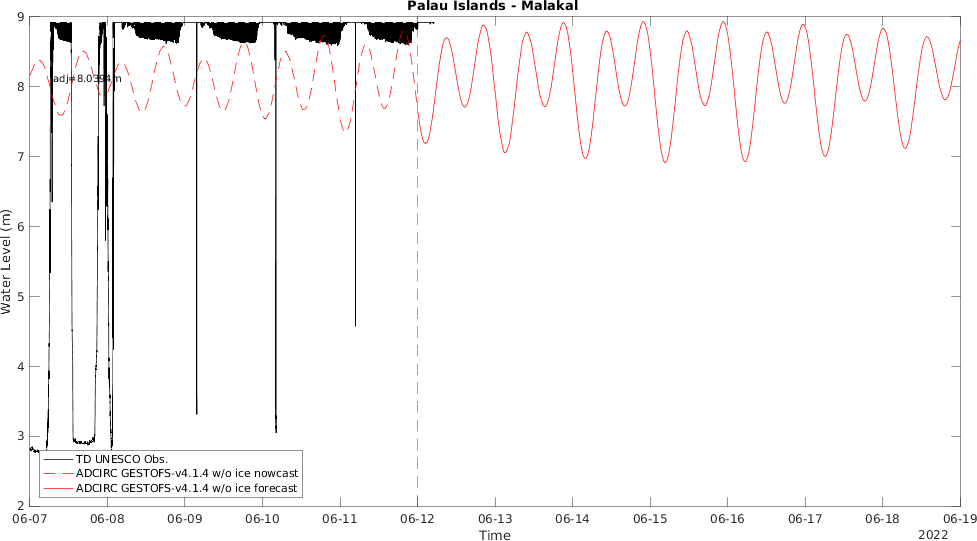 Palau Islands - Malakal
9
8
7
6
5
4
3
2
Water Level (m)
adj=8.0394m
TD UNESCO Obs.
ADCIRC GESTOFS-v4.1.4 w/o ice nowcast
ADCIRC GESTOFS-v4.1.4 w/o ice forecast
06-07 06-08 06-09 06-10 06-11 06-12 06-13 06-14 06-15 06-16 06-17 06-18 06-19
Time
2022